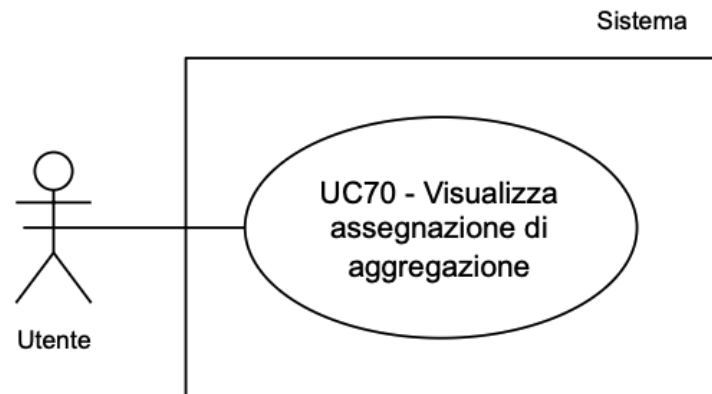 Sistema
UC70 - Visualizza
assegnazione di
aggregazione
Utente